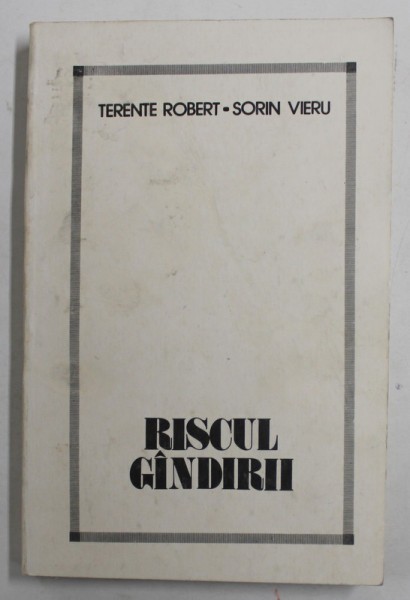 TERENTE ROBERT • SORIN VIERU
RISCUL
GÎNDIRII